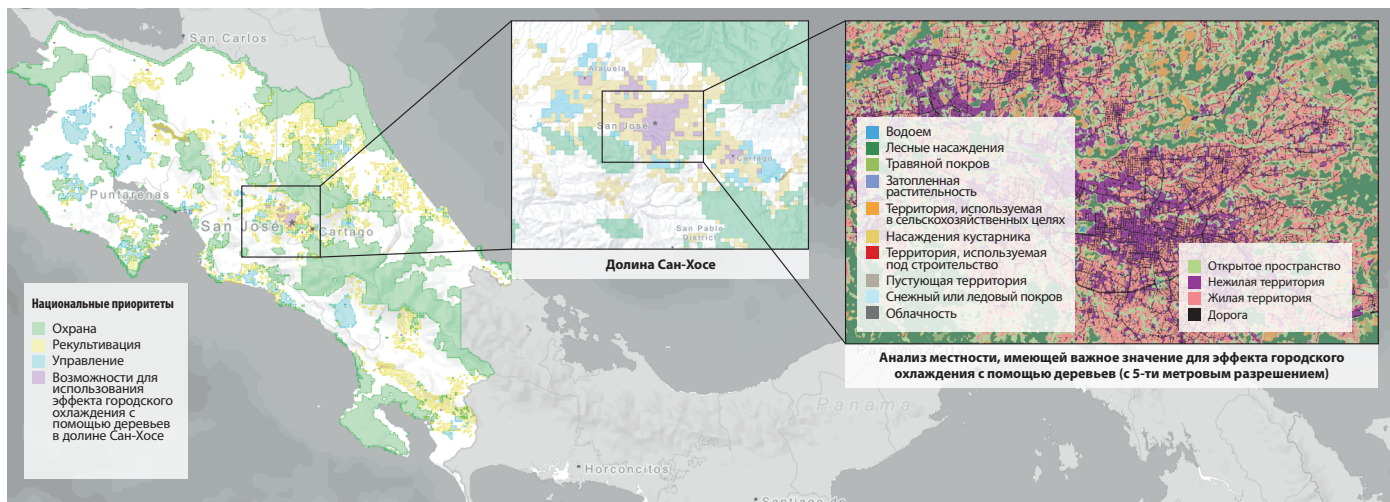 San Carlos
Puntarenas
San José
Cartago
Национальные приоритеты
Охрана
Рекультивация
Управление
Возможности для
использования
эффекта городского
охлаждения с
помощью деревьев
в долине Сан-Хосе
Alajuela
San José
Cartago
San Pablo
District
Долина Сан-Хосе
Водоем
Лесные насаждения
Травяной покров
Затопленная
растительность
Территория, используемая
в сельскохозяйственных целях
Насаждения кустарника
Территория, используемая
под строительство
Пустующая территория
Снежный или ледовый покров
Облачность
Открытое пространство
Нежилая территория
Жилая территория
Дорога
Анализ местности, имеющей важное значение для эффекта городского
охлаждения с помощью деревьев (с 5-ти метровым разрешением)
Panama
Horconcitos
Santiago de